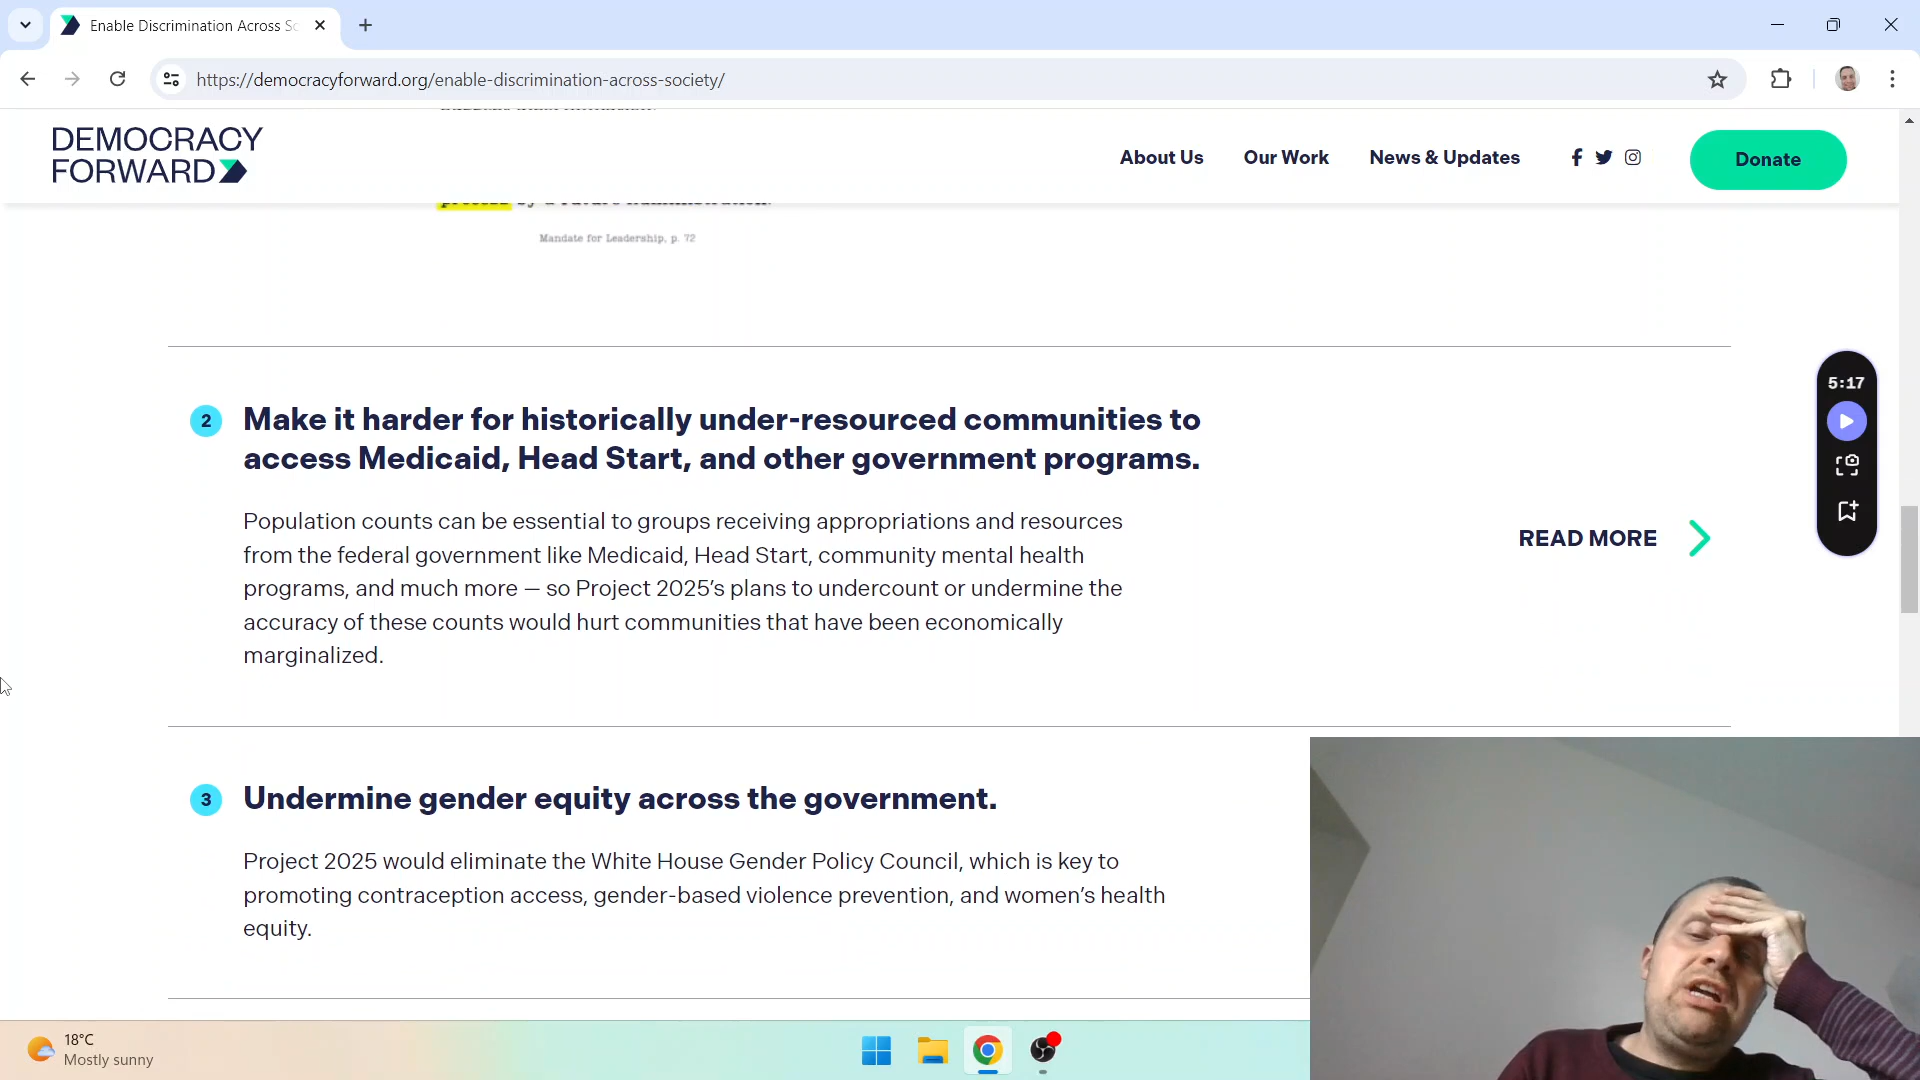 Enable Discrimination Across Sc
https://democracyforward.org/enable-discrimination-across-society/
DEMOCRACY
FORWARD
About Us
Our Work
News & Updates
Donate
Mandate for Leadership, p. 72
5:17
2
Make it harder for historically under-resourced communities to
access Medicaid, Head Start, and other government programs.
Population counts can be essential to groups receiving appropriations and resources
from the federal government like Medicaid, Head Start, community mental health
programs, and much more — so Project 2025’s plans to undercount or undermine the
accuracy of these counts would hurt communities that have been economically
marginalized.
READ MORE
3
Undermine gender equity across the government.
Project 2025 would eliminate the White House Gender Policy Council, which is key to
promoting contraception access, gender-based violence prevention, and women’s health
equity.
18°C
Mostly sunny